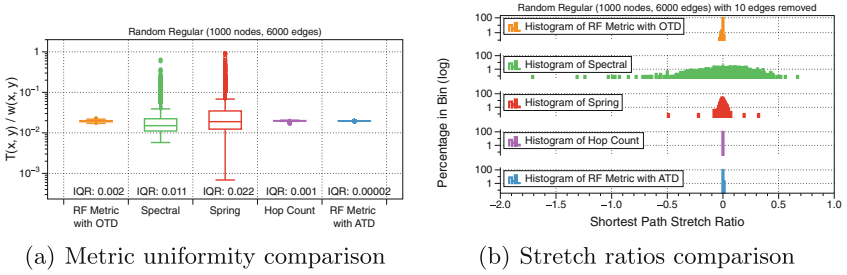 Random Regular (1000 nodes, 6000 edges)
T(x, y) / w(x, y)
1
10⁻¹
10⁻²
10⁻³
IQR: 0.002 IQR: 0.011 IQR: 0.022 IQR: 0.001 IQR: 0.00002
RF Metric with OTD Spectral Spring Hop Count RF Metric with ATD
(a) Metric uniformity comparison
Random Regular (1000 nodes, 6000 edges) with 10 edges removed
Percentage in Bin (log)
100
1
Histogram of RF Metric with OTD
100
1
Histogram of Spectral
100
1
Histogram of Spring
100
1
Histogram of Hop Count
100
1
Histogram of RF Metric with ATD
−2.0 −1.5 −1.0 −0.5 0 0.5 1.0
Shortest Path Stretch Ratio
(b) Stretch ratios comparison